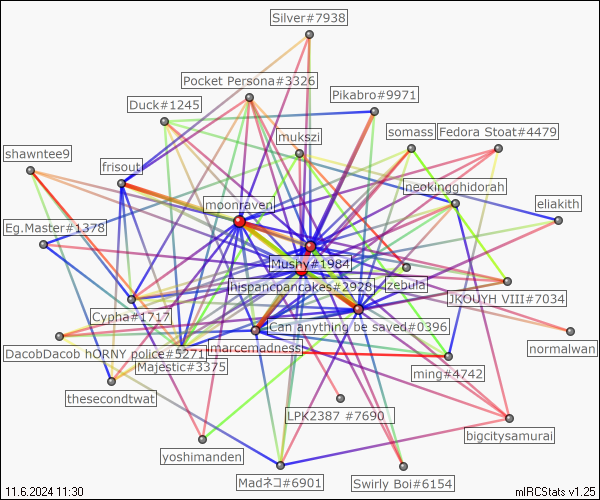 Silver#7938
Pocket Persona#3326
Pikabro#9971
Duck#1245
mukszi
somass
Fedora Stoat#4479
shawntee9
frisout
neokingghidorah
moonraven
eliakith
Eg.Master#1378
Mushy#1984
hispancpancakes#2928
zebula
JKOUYH VIII#7034
Cypha#1717
Can anything be saved#0396
DacobDacob hORNY police#5271
marcemadness
normalwan
Majestic#3375
ming#4742
thesecondtwat
LPK2387 #7690
bigcitysamurai
yoshimanden
Madネコ#6901
Swirly Boi#6154
11.6.2024 11:30
mIRCStats v1.25